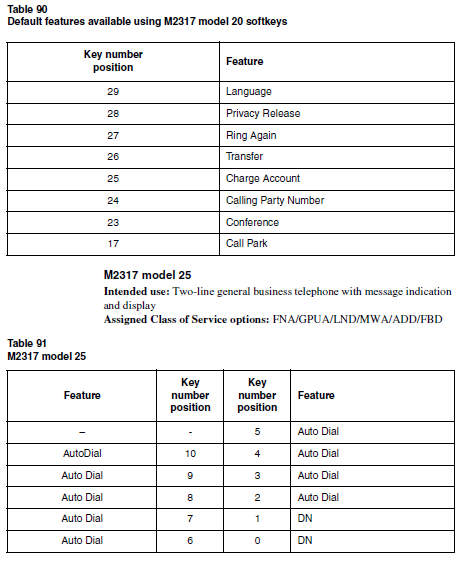 Table 90
Default features available using M2317 model 20 softkeys
Key number
position
Feature
29 Language
28 Privacy Release
27 Ring Again
26 Transfer
25 Charge Account
24 Calling Party Number
23 Conference
17 Call Park
M2317 model 25
Intended use: Two-line general business telephone with message indication
and display
Assigned Class of Service options: FNA/GPUA/LND/MWA/ADD/FBD
Table 91
M2317 model 25
Feature
Key
number
position
Key
number
position
Feature
– - 5 Auto Dial
AutoDial 10 4 Auto Dial
Auto Dial 9 3 Auto Dial
Auto Dial 8 2 Auto Dial
Auto Dial 7 1 DN
Auto Dial 6 0 DN